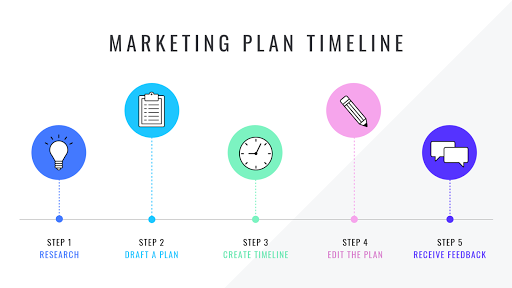 MARKETING PLAN TIMELINE
STEP 1
RESEARCH
STEP 2
DRAFT A PLAN
STEP 3
CREATE TIMELINE
STEP 4
EDIT THE PLAN
STEP 5
RECEIVE FEEDBACK